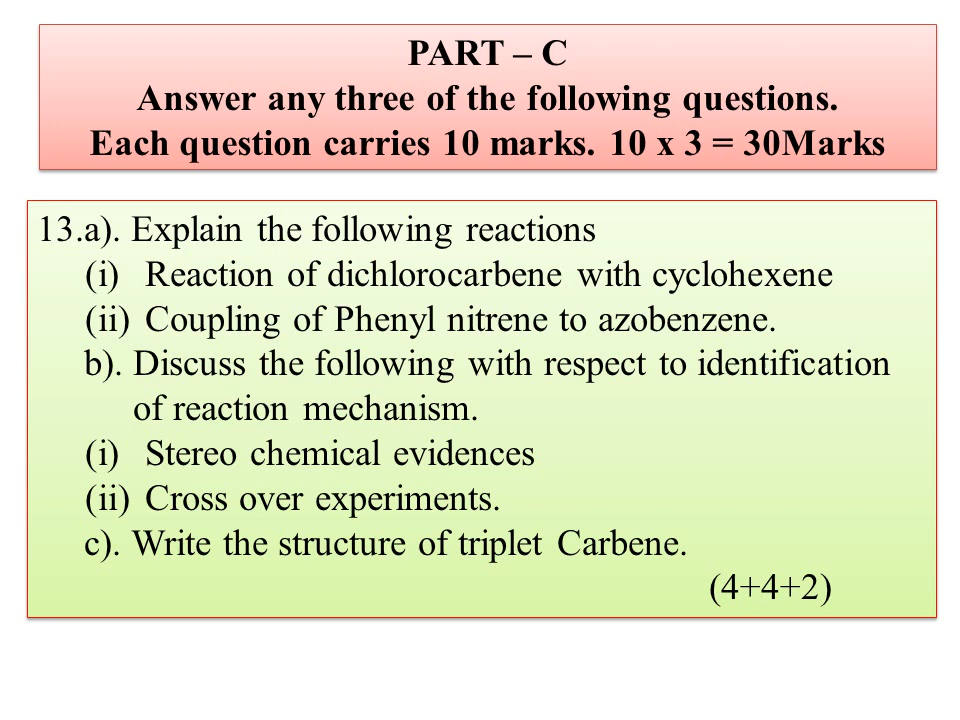 PART – C
Answer any three of the following questions.
Each question carries 10 marks. 10 x 3 = 30Marks
13.a). Explain the following reactions
(i) Reaction of dichlorocarbene with cyclohexene
(ii) Coupling of Phenyl nitrene to azobenzene.
b). Discuss the following with respect to identification
of reaction mechanism.
(i) Stereo chemical evidences
(ii) Cross over experiments.
c). Write the structure of triplet Carbene.
(4+4+2)